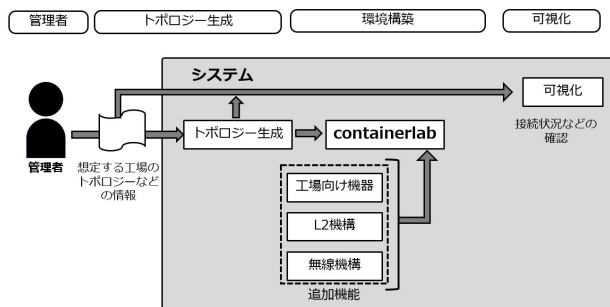 管理者
トポロジー生成
環境構築
可視化
システム
可視化
トポロジー生成
containerlab
接続状況などの
確認
管理者
想定する工場の
トポロジーなど
の情報
工場向け機器
L2機構
無線機構
追加機能